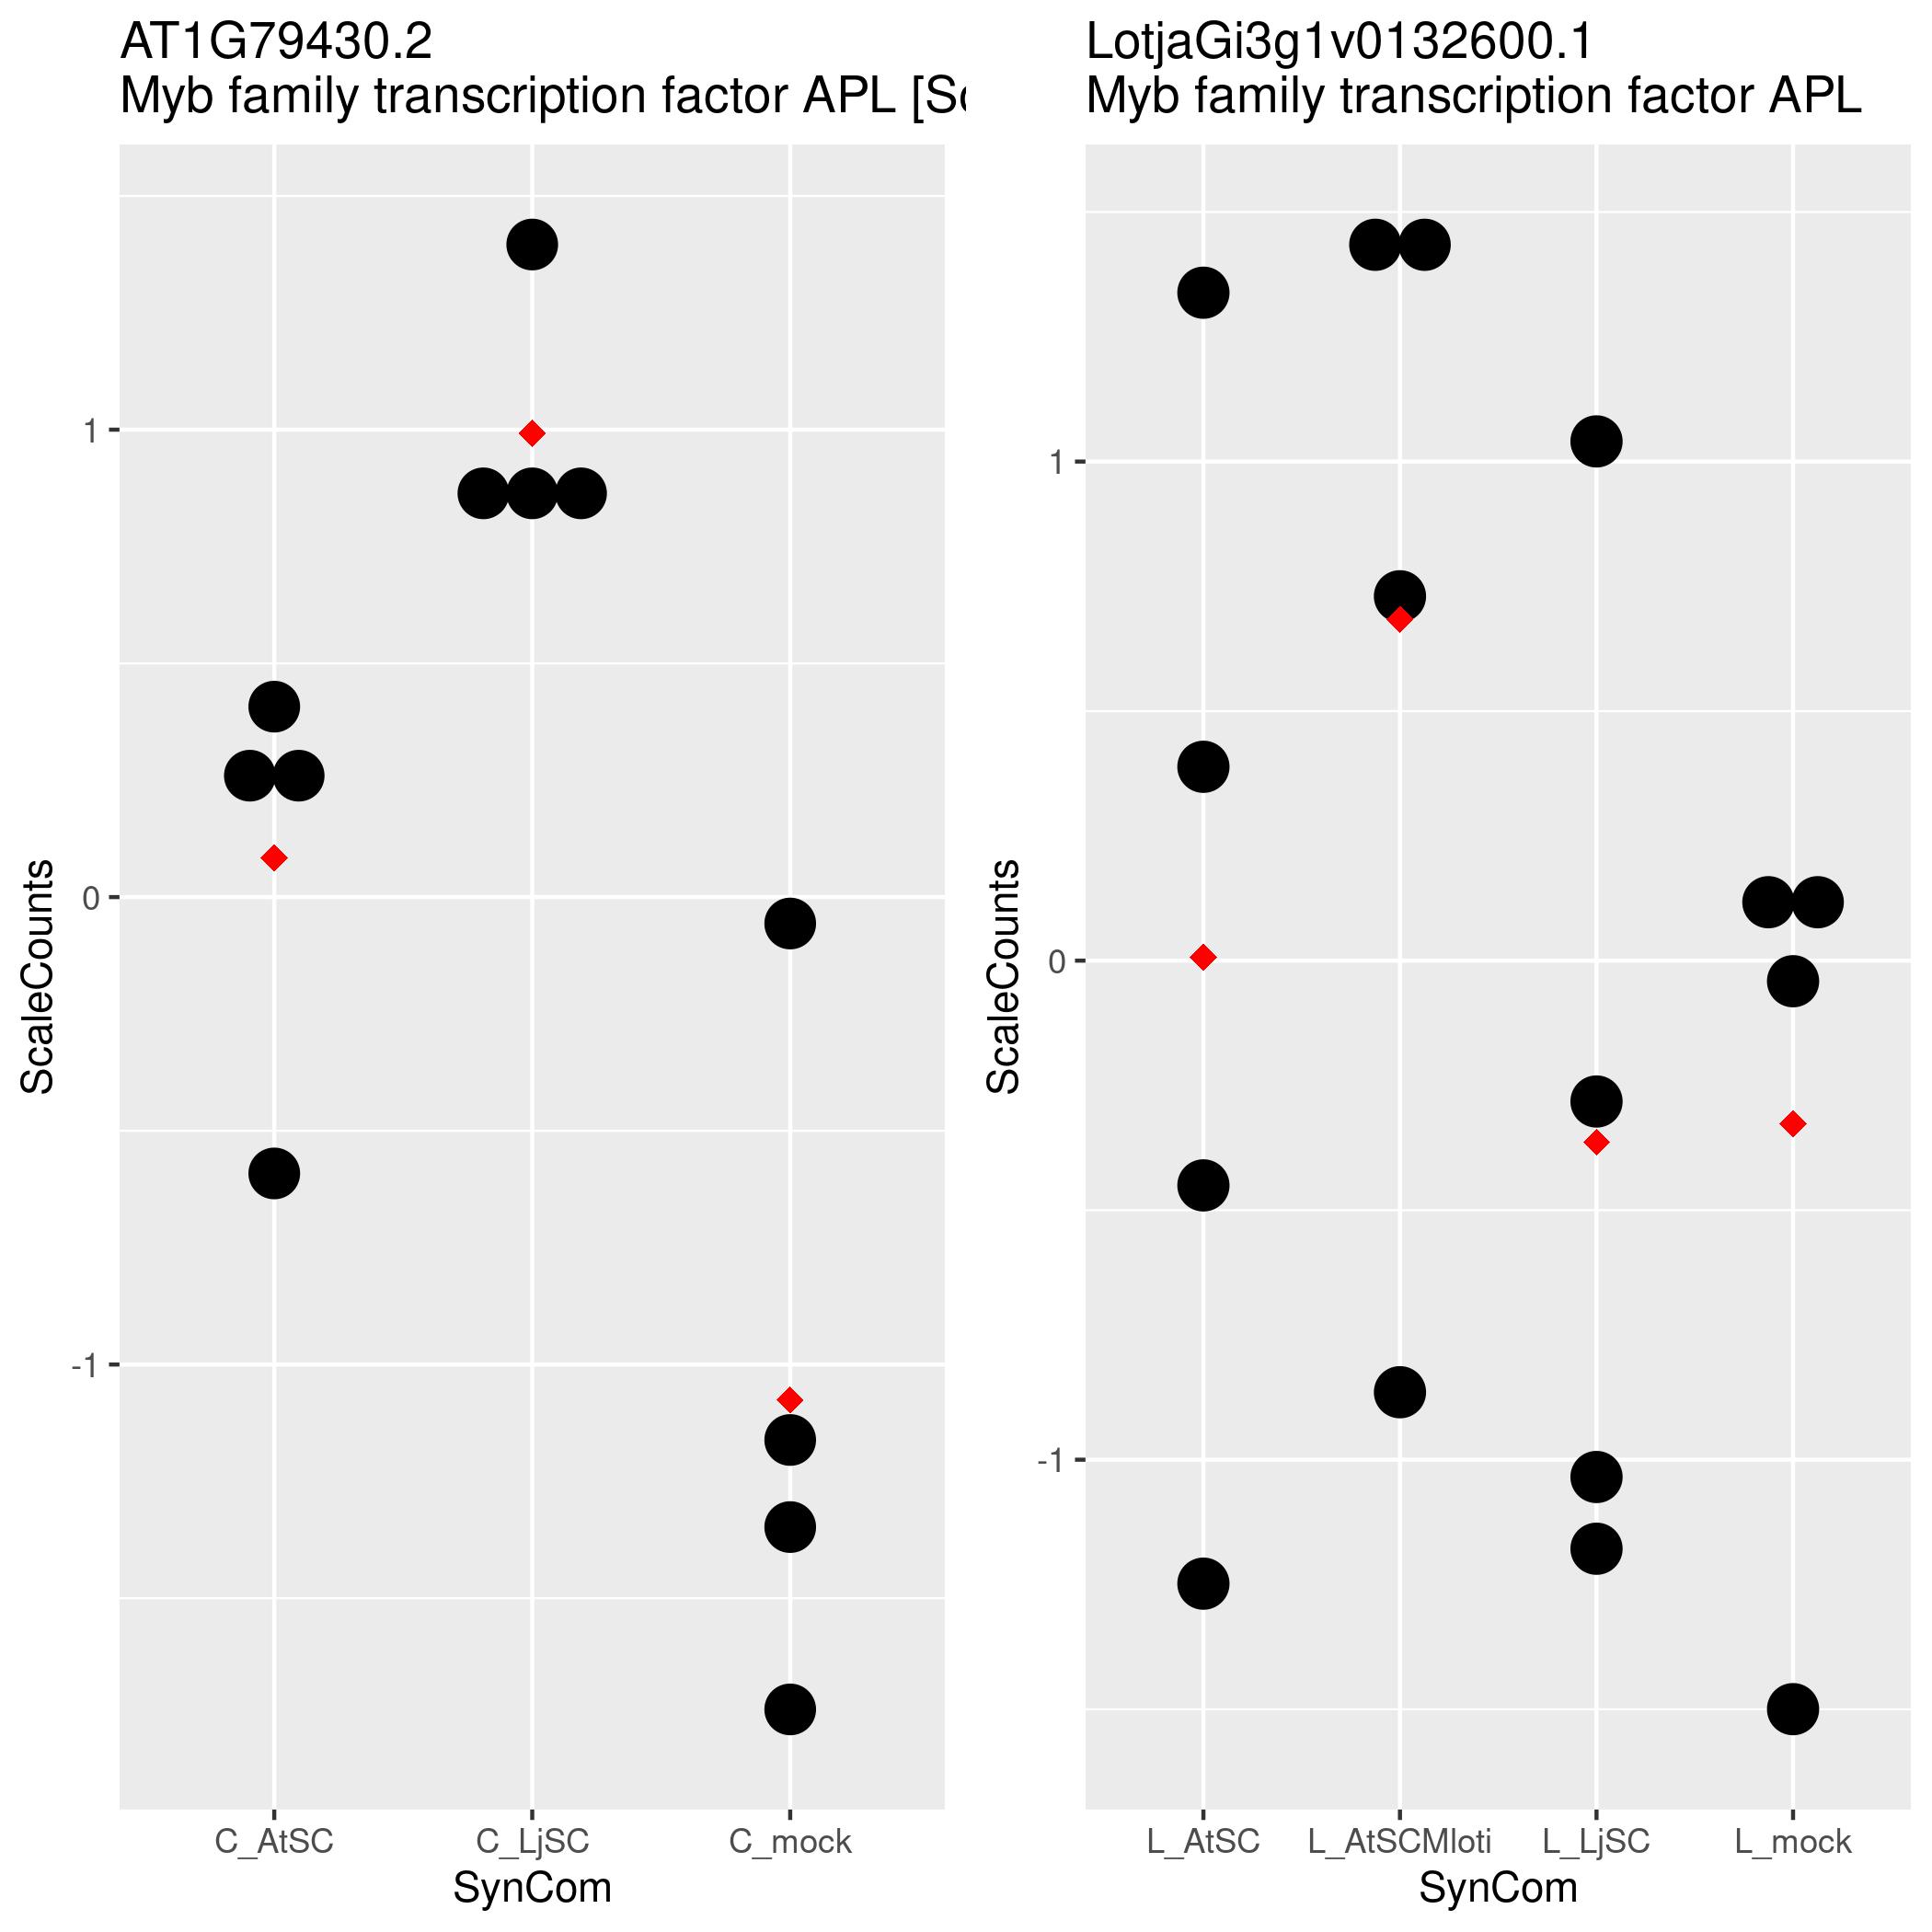 AT1G79430.2
Myb family transcription factor APL
ScaleCounts
1
0
-1
C_AtSC C_LjSC C_mock
SynCom
LotjaGi3g1v0132600.1
Myb family transcription factor APL
ScaleCounts
1
0
-1
L_AtSC L_AtSCMloti L_LjSC L_mock
SynCom